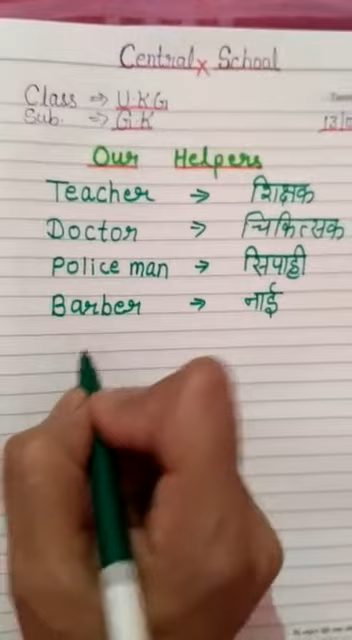 Central x School
Class ⇒ U.K.G
Sub. ⇒ G.K
Our Helpers
Teacher → शिक्षक
Doctor → चिकित्सक
Police man → सिपाही
Barber → नाई